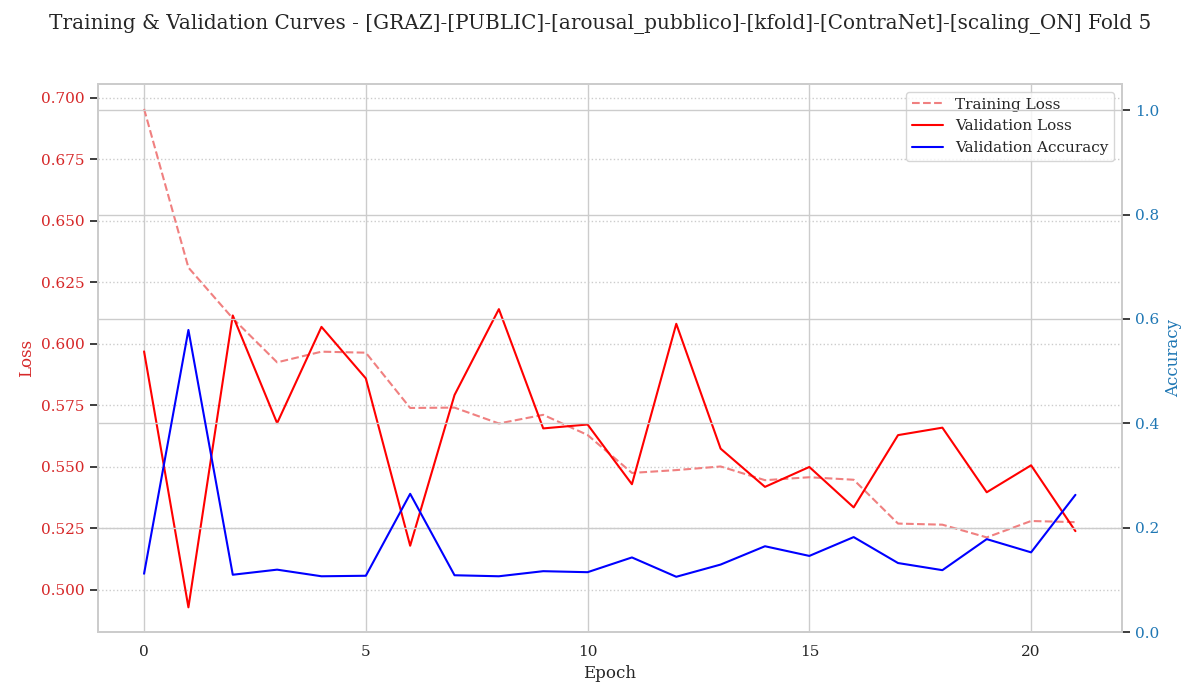 Training & Validation Curves - [GRAZ]-[PUBLIC]-[arousal_pubblico]-[kfold]-[ContraNet]-[scaling_ON] Fold 5
0.700
0.675
0.650
0.625
0.600
0.575
0.550
0.525
0.500
Loss
Training Loss
Validation Loss
Validation Accuracy
1.0
0.8
0.6
0.4
0.2
0.0
Accuracy
0
5
10
15
20
Epoch